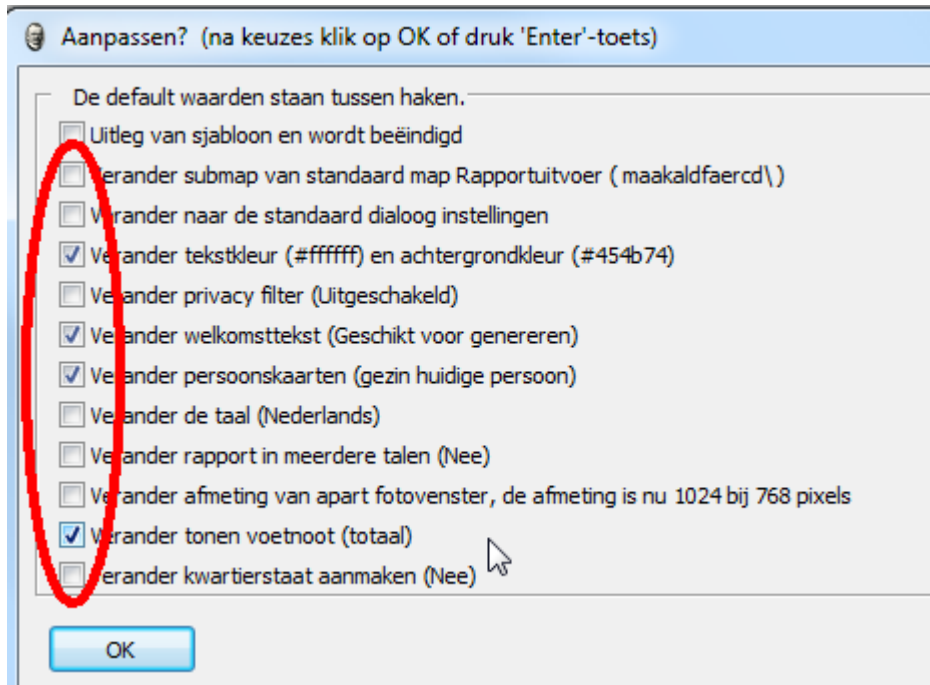 Aanpassen? (na keuzes klik op OK of druk 'Enter'-toets)
De default waarden staan tussen haken.
Uitleg van sjabloon en wordt beëindigd
Verander submap van standaard map Rapportuitvoer ( maakaldfaercd\ )
Verander naar de standaard dialoog instellingen
Verander tekstkleur (#ffffff) en achtergrondkleur (#454b74)
Verander privacy filter (Uitgeschakeld)
Verander welkomsttekst (Geschikt voor genereren)
Verander persoonskaarten (gezin huidige persoon)
Verander de taal (Nederlands)
Verander rapport in meerdere talen (Nee)
Verander afmeting van apart fotovenster, de afmeting is nu 1024 bij 768 pixels
Verander tonen voetnoot (totaal)
Verander kwartierstaat aanmaken (Nee)
OK